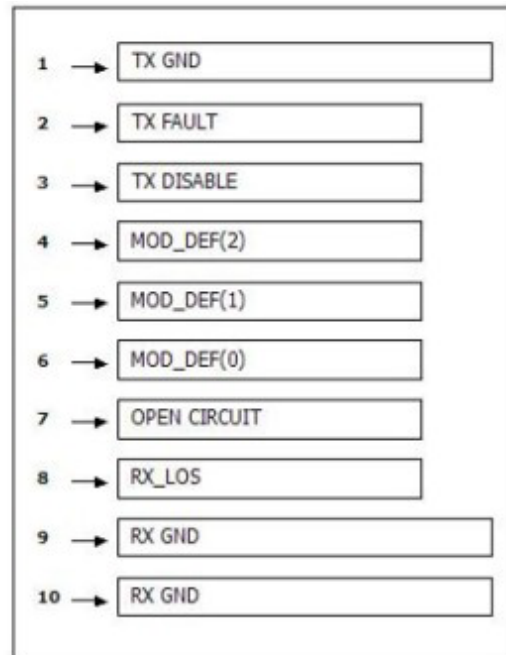 1 TX GND
2 TX FAULT
3 TX DISABLE
4 MOD_DEF(2)
5 MOD_DEF(1)
6 MOD_DEF(0)
7 OPEN CIRCUIT
8 RX_LOS
9 RX GND
10 RX GND